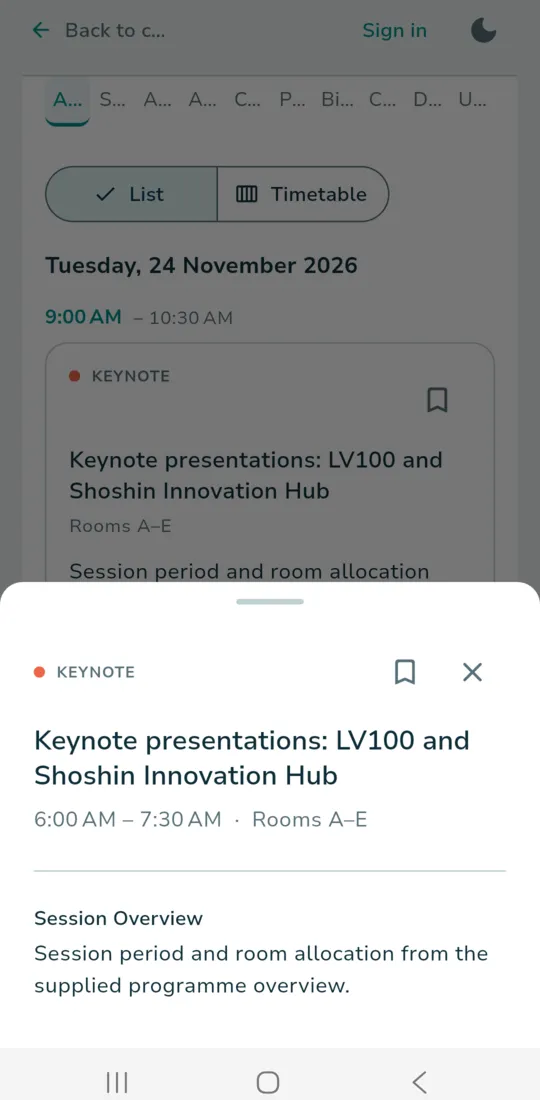 Back to c...
Sign in
A... S... A... A... C... P... Bi... C... D... U...
List
Timetable
Tuesday, 24 November 2026
9:00 AM – 10:30 AM
KEYNOTE
Keynote presentations: LV100 and
Shoshin Innovation Hub
Rooms A–E
Session period and room allocation
KEYNOTE
Keynote presentations: LV100 and
Shoshin Innovation Hub
6:00 AM – 7:30 AM · Rooms A–E
Session Overview
Session period and room allocation from the
supplied programme overview.